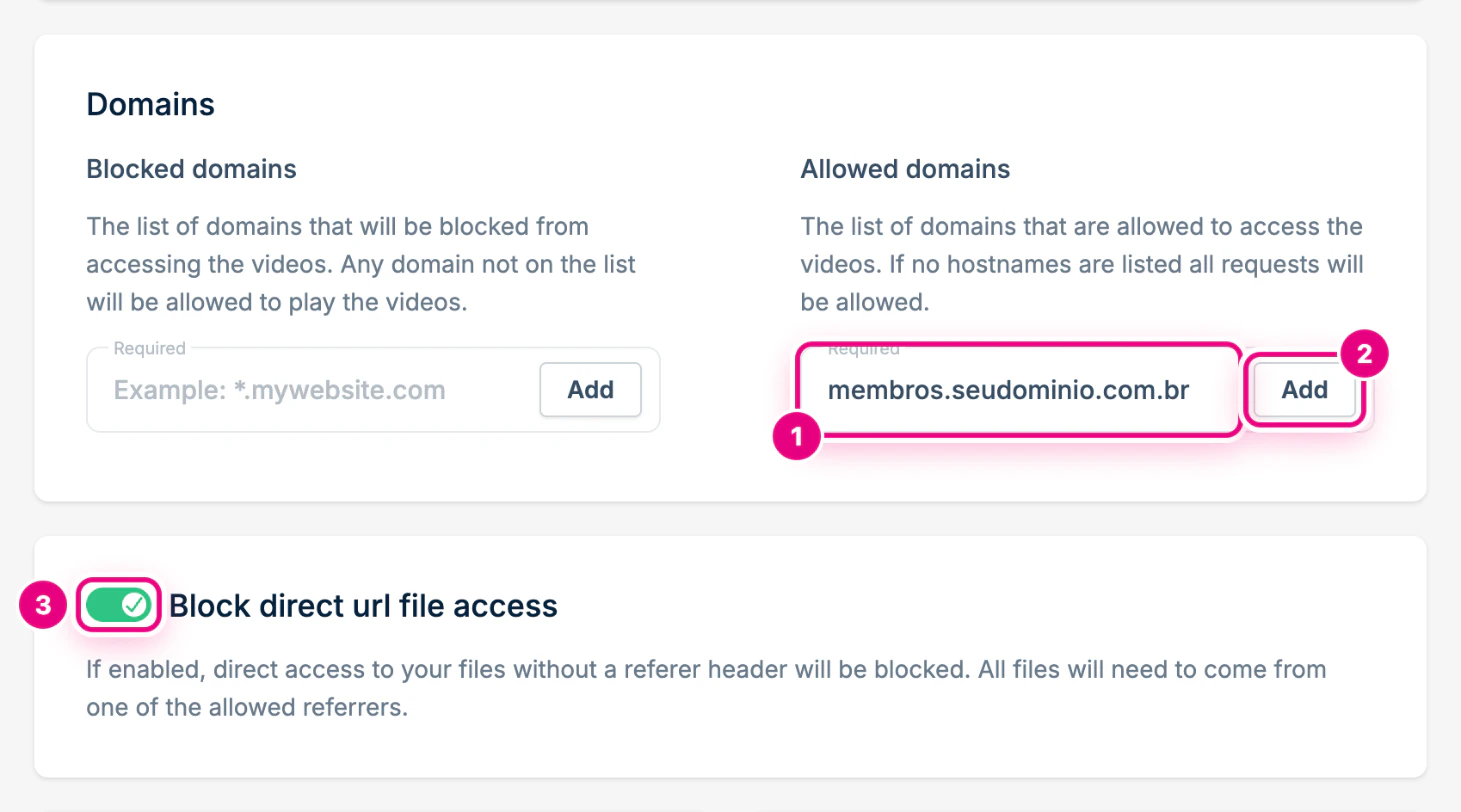 Domains
Blocked domains
The list of domains that will be blocked from
accessing the videos. Any domain not on the list
will be allowed to play the videos.
Required
Example: *.mywebsite.com
Add
Allowed domains
The list of domains that are allowed to access the
videos. If no hostnames are listed all requests will
be allowed.
Required
membros.seudominio.com.br
1
Add
2
3
Block direct url file access
If enabled, direct access to your files without a referer header will be blocked. All files will need to come from
one of the allowed referrers.